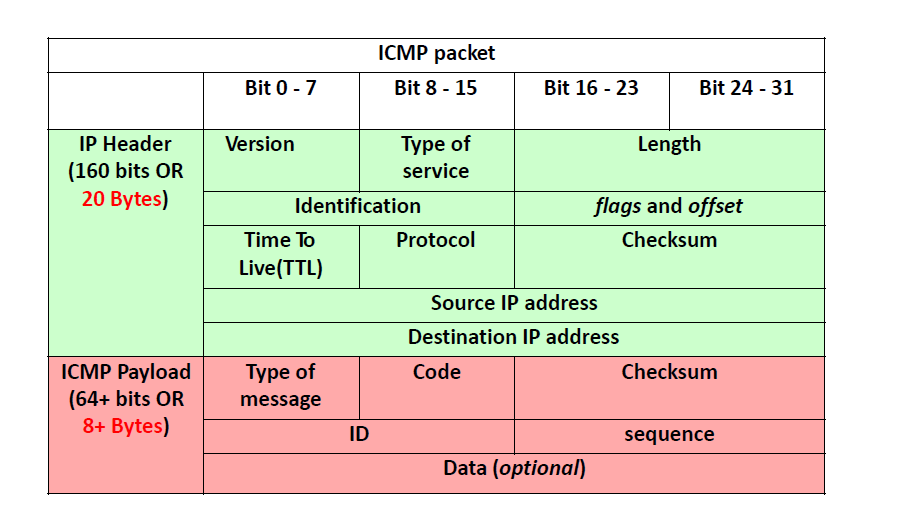 ICMP packet
Bit 0 - 7 Bit 8 - 15 Bit 16 - 23 Bit 24 - 31
IP Header
(160 bits OR
20 Bytes)
Version
Type of
service
Length
Identification
flags and offset
Time To
Live(TTL)
Protocol
Checksum
Source IP address
Destination IP address
ICMP Payload
(64+ bits OR
8+ Bytes)
Type of
message
Code
Checksum
ID
sequence
Data (optional)